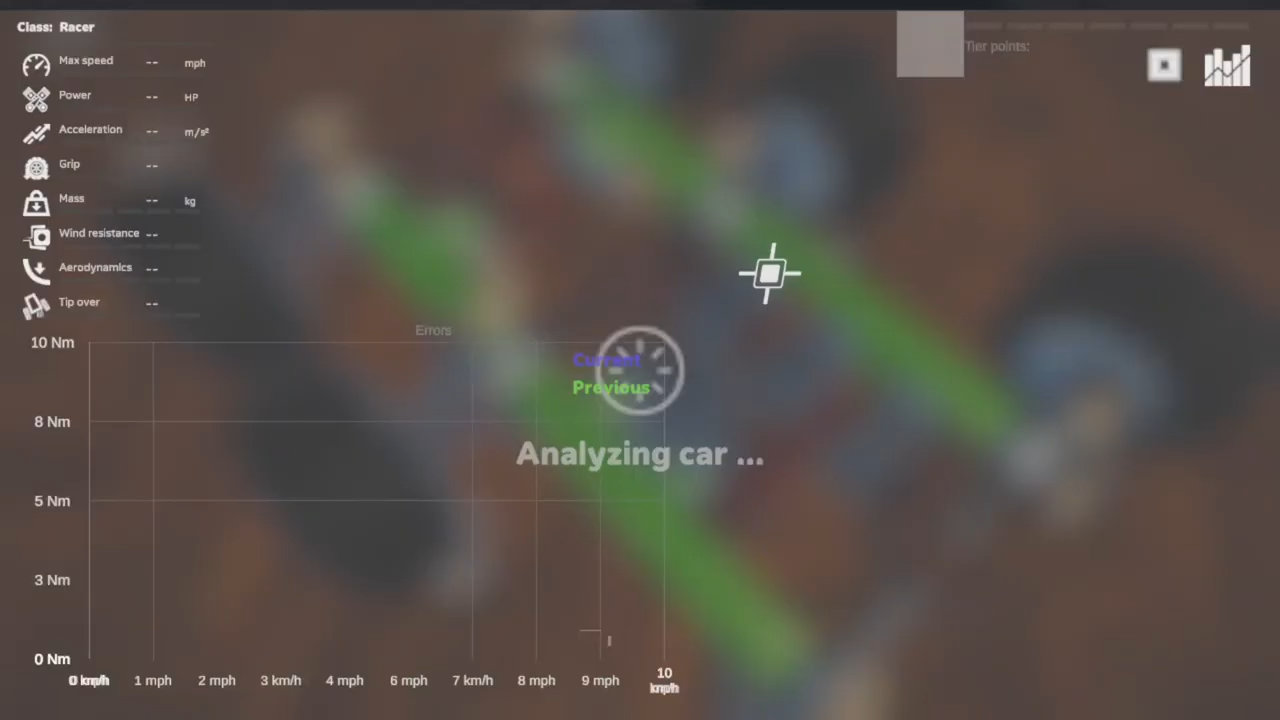 Class: Racer
Max speed -- mph
Power -- HP
Acceleration -- m/s²
Grip --
Mass -- kg
Wind resistance --
Aerodynamics --
Tip over --
Tier points:
Errors
Current
Previous
Analyzing car ...
10 Nm
8 Nm
5 Nm
3 Nm
0 Nm
0 1 mph 2 mph 3 km/h 4 mph 6 mph 7 km/h 8 mph 9 mph 10